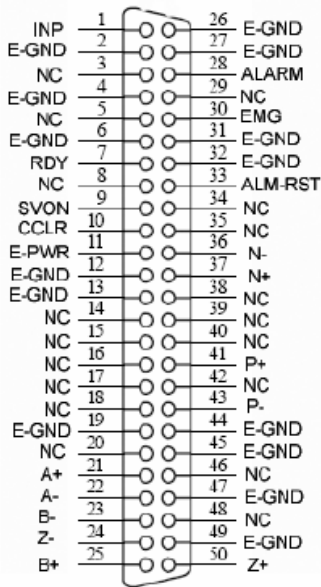 INP 1 26 E-GND
E-GND 2 27 E-GND
NC 3 28 ALARM
E-GND 4 29 NC
NC 5 30 EMG
E-GND 6 31 E-GND
RDY 7 32 E-GND
NC 8 33 ALM-RST
SVON 9 34 NC
CCLR 10 35 NC
E-PWR 11 36 N-
E-GND 12 37 N+
E-GND 13 38 NC
NC 14 39 NC
NC 15 40 NC
NC 16 41 P+
NC 17 42 NC
NC 18 43 P-
E-GND 19 44 E-GND
NC 20 45 E-GND
A+ 21 46 NC
A- 22 47 E-GND
B- 23 48 NC
Z- 24 49 E-GND
B+ 25 50 Z+